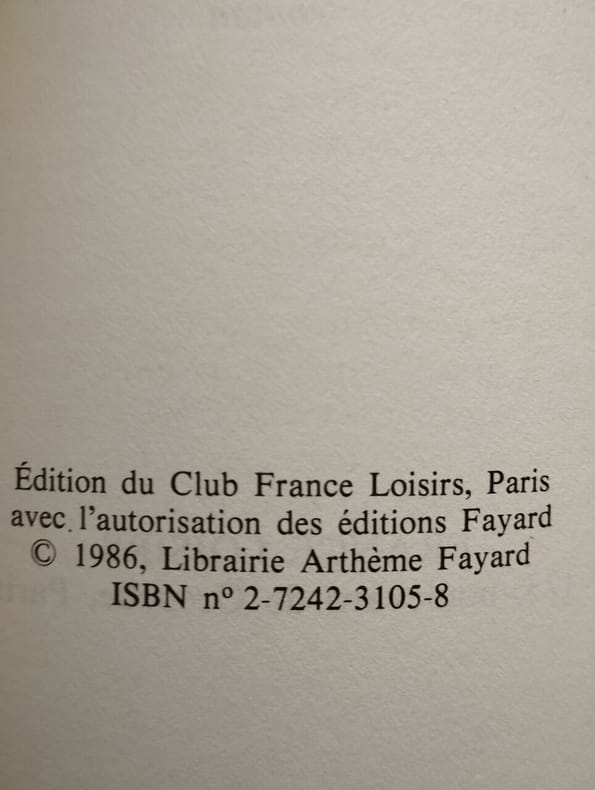 Édition du Club France Loisirs, Paris
avec l'autorisation des éditions Fayard
© 1986, Librairie Arthème Fayard
ISBN nº 2-7242-3105-8